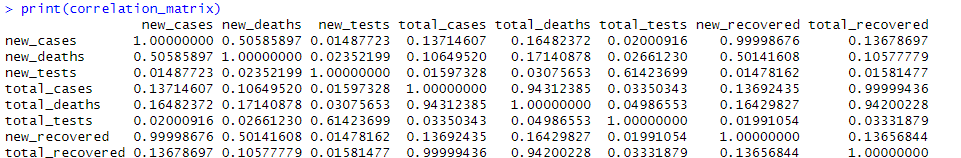 > print(correlation_matrix)
new_cases new_deaths new_tests total_cases total_deaths total_tests new_recovered total_recovered
new_cases 1.00000000 0.50585897 0.01487723 0.13714607 0.16482372 0.02000916 0.99998676 0.13678697
new_deaths 0.50585897 1.00000000 0.02352199 0.10649520 0.17140878 0.02661230 0.50141608 0.10577779
new_tests 0.01487723 0.02352199 1.00000000 0.01597328 0.03075653 0.61423699 0.01478162 0.01581477
total_cases 0.13714607 0.10649520 0.01597328 1.00000000 0.94312385 0.03350343 0.13692435 0.99999436
total_deaths 0.16482372 0.17140878 0.03075653 0.94312385 1.00000000 0.04986553 0.16429827 0.94200228
total_tests 0.02000916 0.02661230 0.61423699 0.03350343 0.04986553 1.00000000 0.01991054 0.03331879
new_recovered 0.99998676 0.50141608 0.01478162 0.13692435 0.16429827 0.01991054 1.00000000 0.13656844
total_recovered 0.13678697 0.10577779 0.01581477 0.99999436 0.94200228 0.03331879 0.13656844 1.00000000